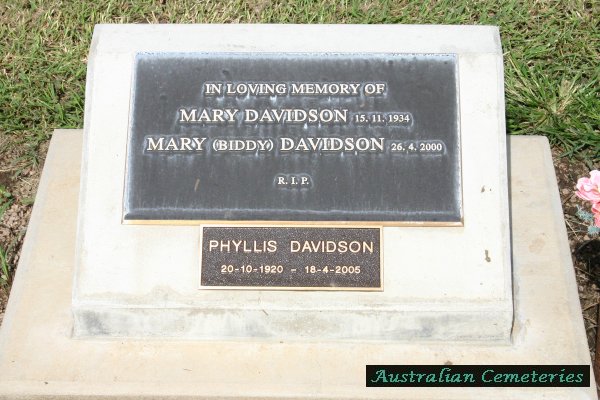 IN LOVING MEMORY OF
MARY DAVIDSON 15. 11. 1934
MARY (BIDDY) DAVIDSON 26. 4. 2000
R. I. P.
PHYLLIS DAVIDSON
20-10-1920 – 18-4-2005
Australian Cemeteries